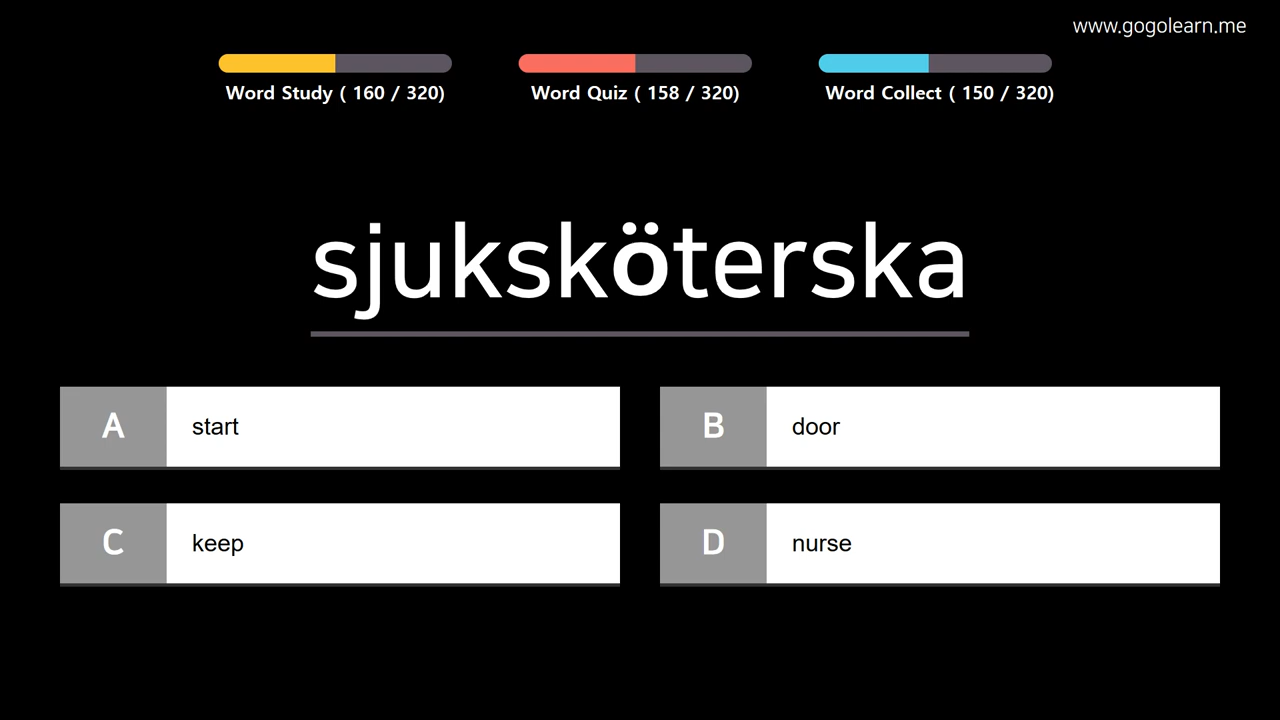 www.gogolearn.me
Word Study ( 160 / 320)
Word Quiz ( 158 / 320)
Word Collect ( 150 / 320)
sjuksköterska
A start
B door
C keep
D nurse